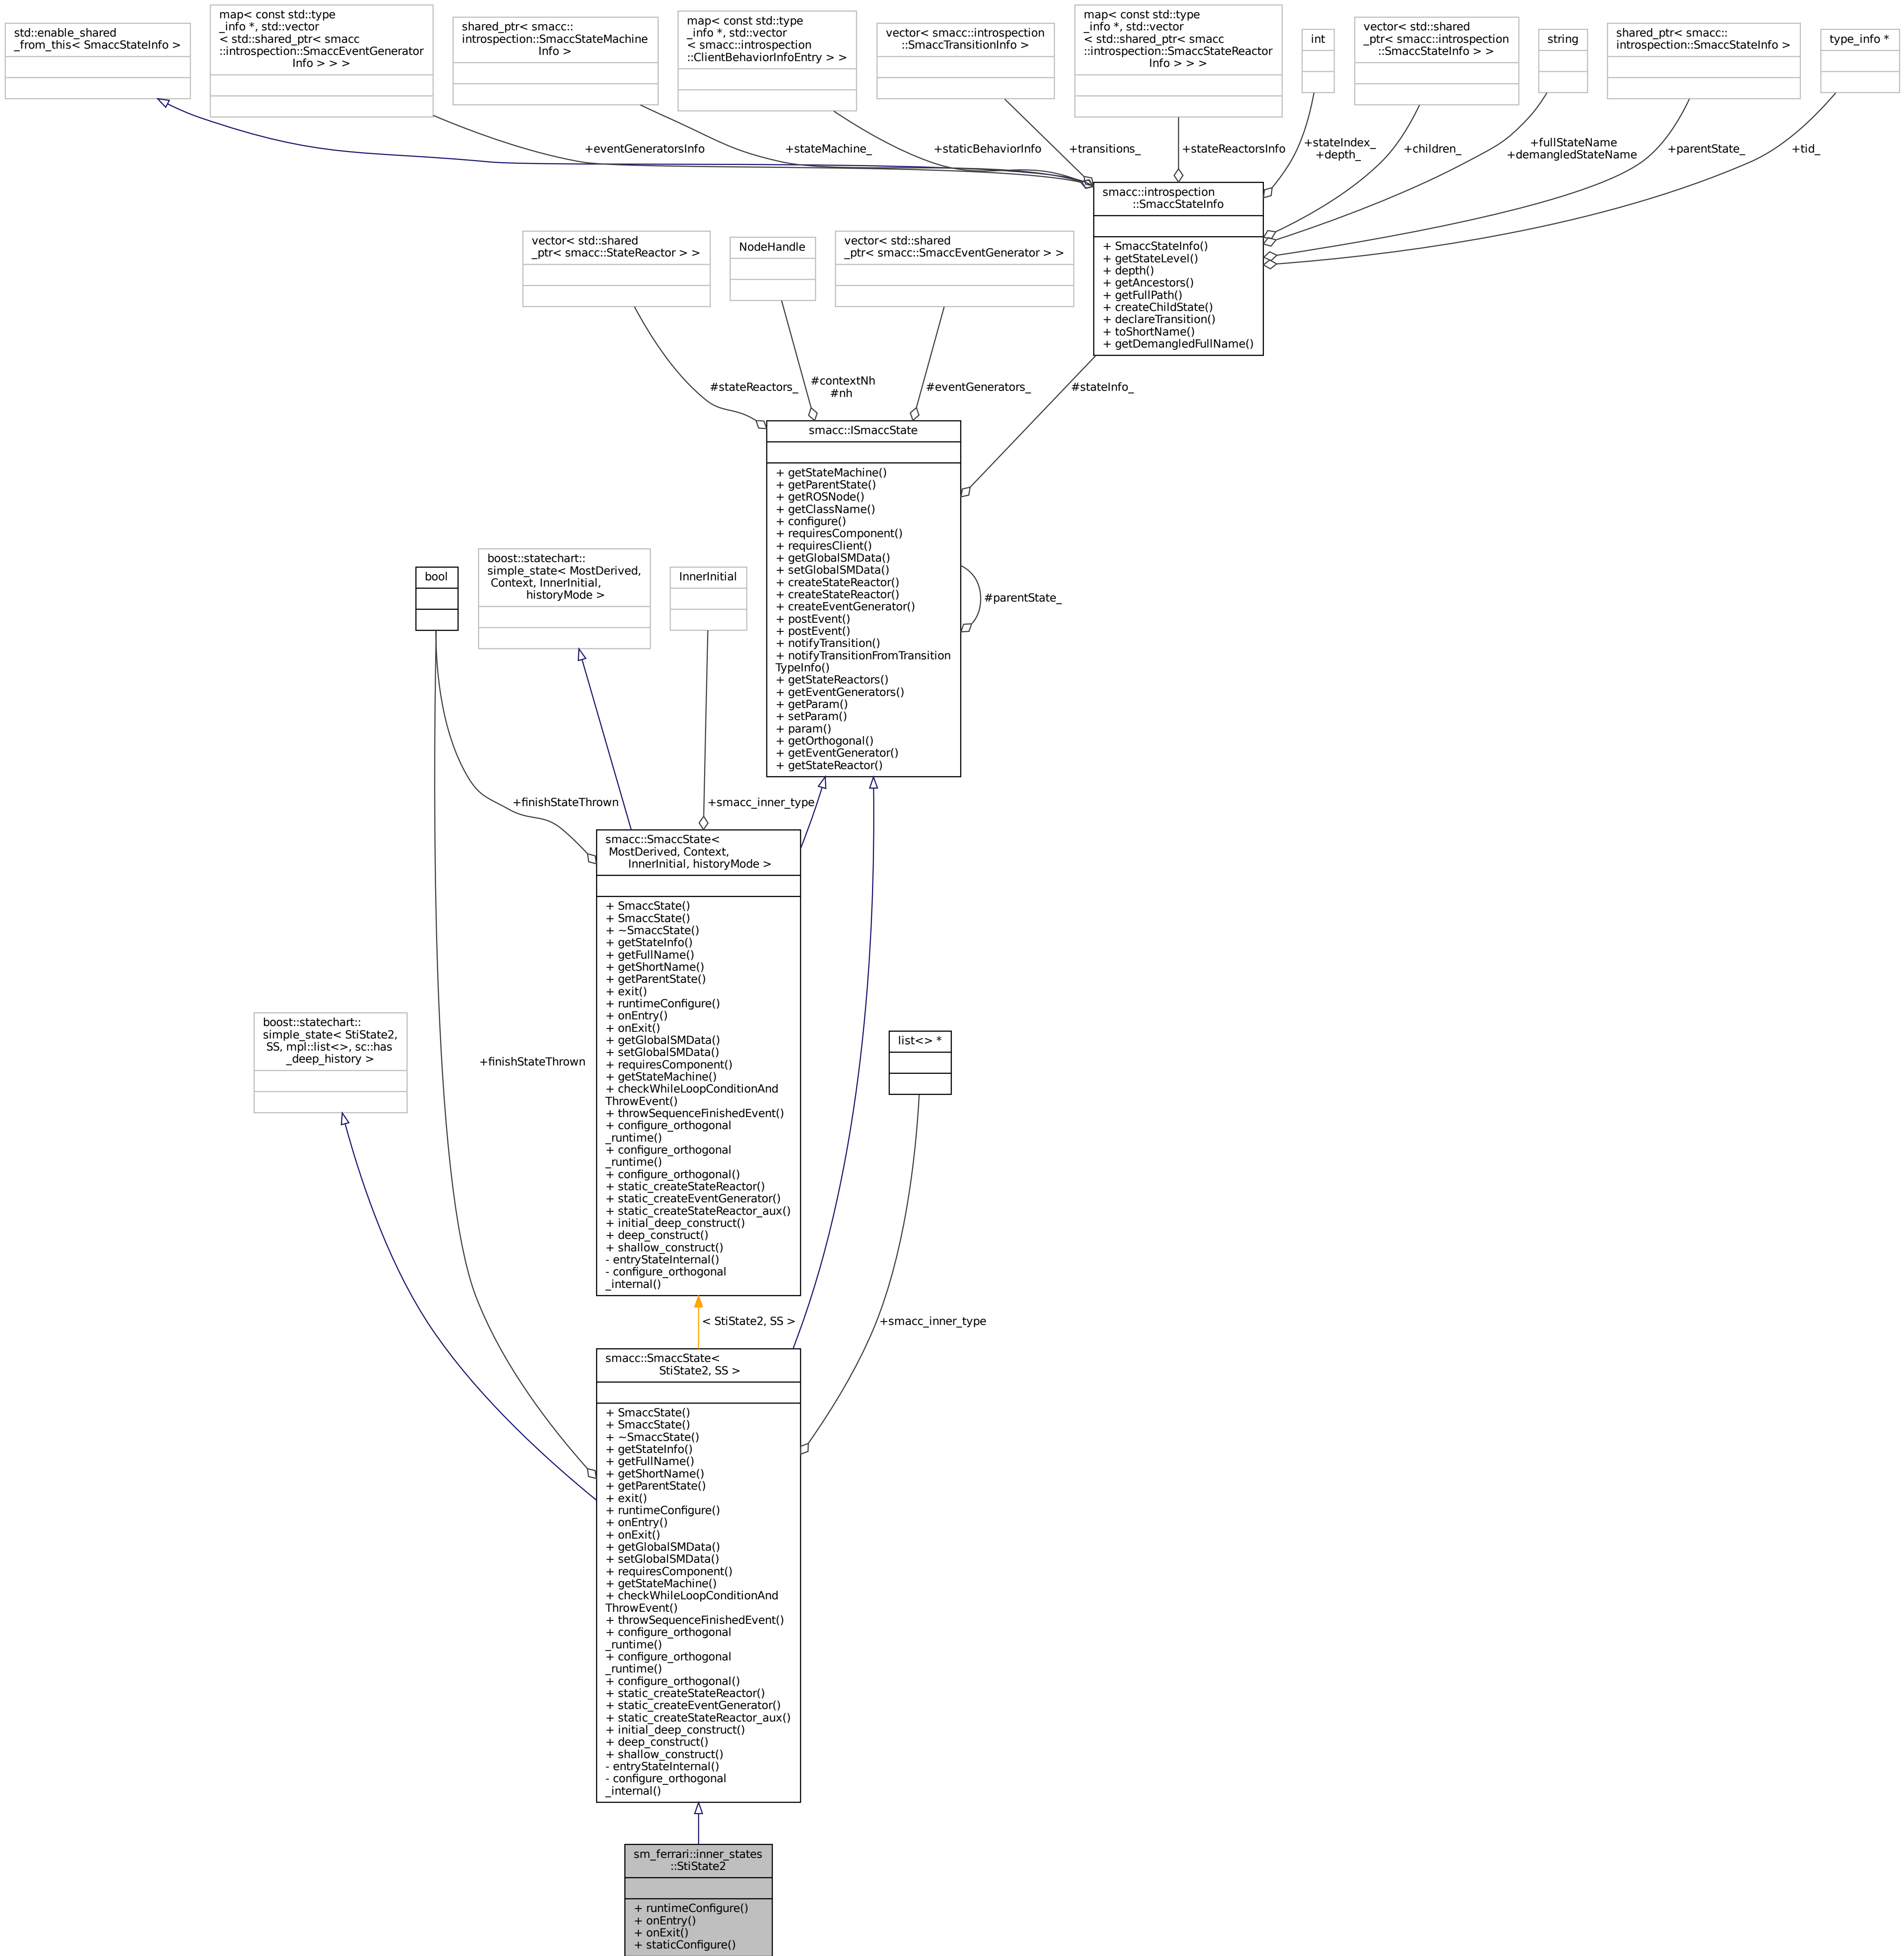 std::enable_shared
_from_this< SmaccStateInfo >
map< const std::type
_info *, std::vector
< std::shared_ptr< smacc
::introspection::SmaccEventGenerator
Info > > >
shared_ptr< smacc::
introspection::SmaccStateMachine
Info >
map< const std::type
_info *, std::vector
< smacc::introspection
::ClientBehaviorInfoEntry > >
vector< smacc::introspection
::SmaccTransitionInfo >
map< const std::type
_info *, std::vector
< std::shared_ptr< smacc
::introspection::SmaccStateReactor
Info > > >
int
vector< std::shared
_ptr< smacc::introspection
::SmaccStateInfo > >
string
shared_ptr< smacc::
introspection::SmaccStateInfo >
type_info *
+eventGeneratorsInfo
+stateMachine_
+staticBehaviorInfo
+transitions_
+stateReactorsInfo
+stateIndex_
+depth_
+children_
+fullStateName
+demangledStateName
+parentState_
+tid_
smacc::introspection
::SmaccStateInfo
+ SmaccStateInfo()
+ getStateLevel()
+ depth()
+ getAncestors()
+ getFullPath()
+ createChildState()
+ declareTransition()
+ toShortName()
+ getDemangledFullName()
vector< std::shared
_ptr< smacc::StateReactor > >
NodeHandle
vector< std::shared
_ptr< smacc::SmaccEventGenerator > >
#stateReactors_
#contextNh
#nh
#eventGenerators_
#stateInfo_
smacc::ISmaccState
+ getStateMachine()
+ getParentState()
+ getROSNode()
+ getClassName()
+ configure()
+ requiresComponent()
+ requiresClient()
+ getGlobalSMData()
+ setGlobalSMData()
+ createStateReactor()
+ createStateReactor()
+ createEventGenerator()
+ postEvent()
+ postEvent()
+ notifyTransition()
+ notifyTransitionFromTransition
TypeInfo()
+ getStateReactors()
+ getEventGenerators()
+ getParam()
+ setParam()
+ param()
+ getOrthogonal()
+ getEventGenerator()
+ getStateReactor()
#parentState_
bool
boost::statechart::
simple_state< MostDerived,
Context, InnerInitial,
historyMode >
InnerInitial
+finishStateThrown
+smacc_inner_type
smacc::SmaccState<
MostDerived, Context,
InnerInitial, historyMode >
+ SmaccState()
+ SmaccState()
+ ~SmaccState()
+ getStateInfo()
+ getFullName()
+ getShortName()
+ getParentState()
+ exit()
+ runtimeConfigure()
+ onEntry()
+ onExit()
+ getGlobalSMData()
+ setGlobalSMData()
+ requiresComponent()
+ getStateMachine()
+ checkWhileLoopConditionAnd
ThrowEvent()
+ throwSequenceFinishedEvent()
+ configure_orthogonal
_runtime()
+ configure_orthogonal
_runtime()
+ configure_orthogonal()
+ static_createStateReactor()
+ static_createEventGenerator()
+ static_createStateReactor_aux()
+ initial_deep_construct()
+ deep_construct()
+ shallow_construct()
- entryStateInternal()
- configure_orthogonal
_internal()
boost::statechart::
simple_state< StiState2,
SS, mpl::list<>, sc::has
_deep_history >
+finishStateThrown
list<> *
< StiState2, SS >
+smacc_inner_type
smacc::SmaccState<
StiState2, SS >
+ SmaccState()
+ SmaccState()
+ ~SmaccState()
+ getStateInfo()
+ getFullName()
+ getShortName()
+ getParentState()
+ exit()
+ runtimeConfigure()
+ onEntry()
+ onExit()
+ getGlobalSMData()
+ setGlobalSMData()
+ requiresComponent()
+ getStateMachine()
+ checkWhileLoopConditionAnd
ThrowEvent()
+ throwSequenceFinishedEvent()
+ configure_orthogonal
_runtime()
+ configure_orthogonal
_runtime()
+ configure_orthogonal()
+ static_createStateReactor()
+ static_createEventGenerator()
+ static_createStateReactor_aux()
+ initial_deep_construct()
+ deep_construct()
+ shallow_construct()
- entryStateInternal()
- configure_orthogonal
_internal()
sm_ferrari::inner_states
::StiState2
+ runtimeConfigure()
+ onEntry()
+ onExit()
+ staticConfigure()